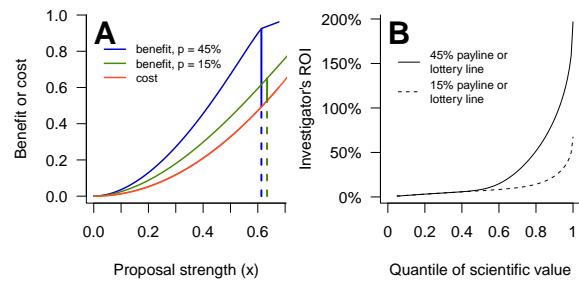 A
benefit, p = 45%
benefit, p = 15%
cost
Benefit or cost
1.0
0.8
0.6
0.4
0.2
0.0
0.0
0.2
0.4
0.6
Proposal strength (x)
B
45% payline or
lottery line
15% payline or
lottery line
Investigator's ROI
200%
150%
100%
50%
0%
0
0.2
0.4
0.6
0.8
1
Quantile of scientific value